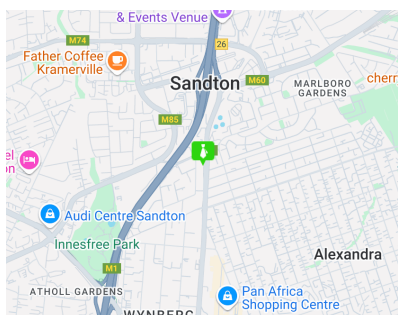 & Events Venue
M74
26
Father Coffee
Kramerville
Sandton
M60
cherr
MARLBORO
GARDENS
M85
el
on
Audi Centre Sandton
Innesfree Park
Alexandra
M1
ATHOLL GARDENS
Pan Africa
Shopping Centre
WYNBERG